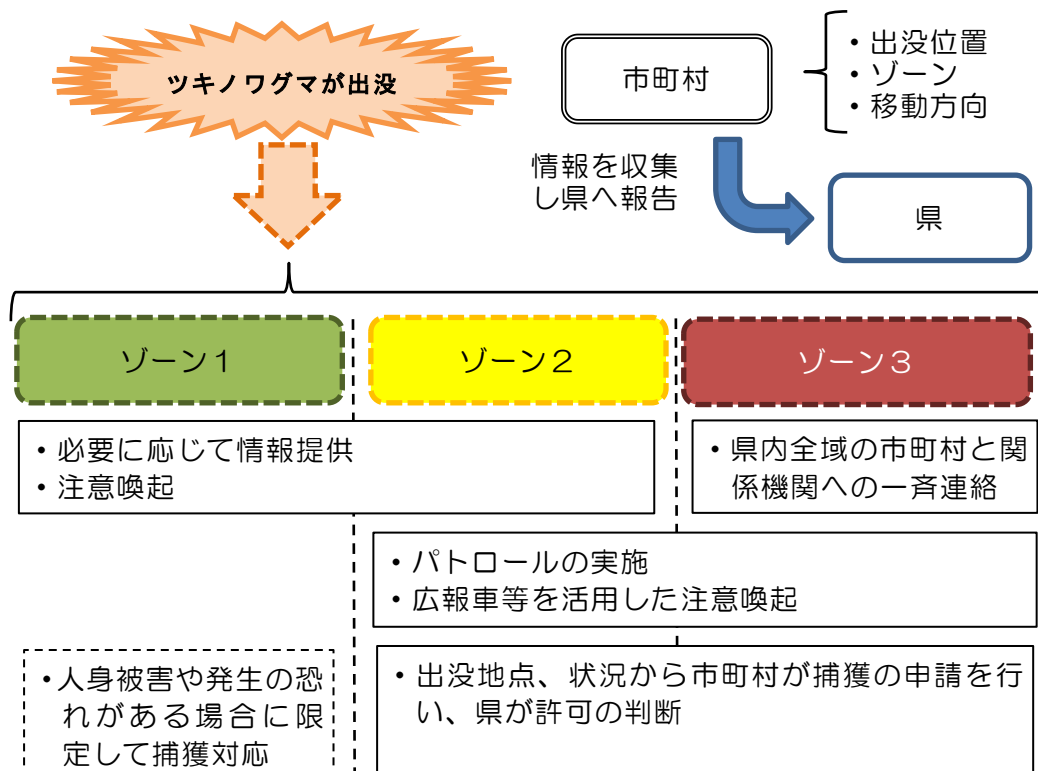 ツキノワグマが出没
市町村
・出没位置
・ゾーン
・移動方向
情報を収集
し県へ報告
県
ゾーン１
ゾーン２
ゾーン３
・必要に応じて情報提供
・注意喚起
・県内全域の市町村と関
係機関への一斉連絡
・パトロールの実施
・広報車等を活用した注意喚起
・人身被害や発生の恐
れがある場合に限
定して捕獲対応
・出没地点、状況から市町村が捕獲の申請を行
い、県が許可の判断